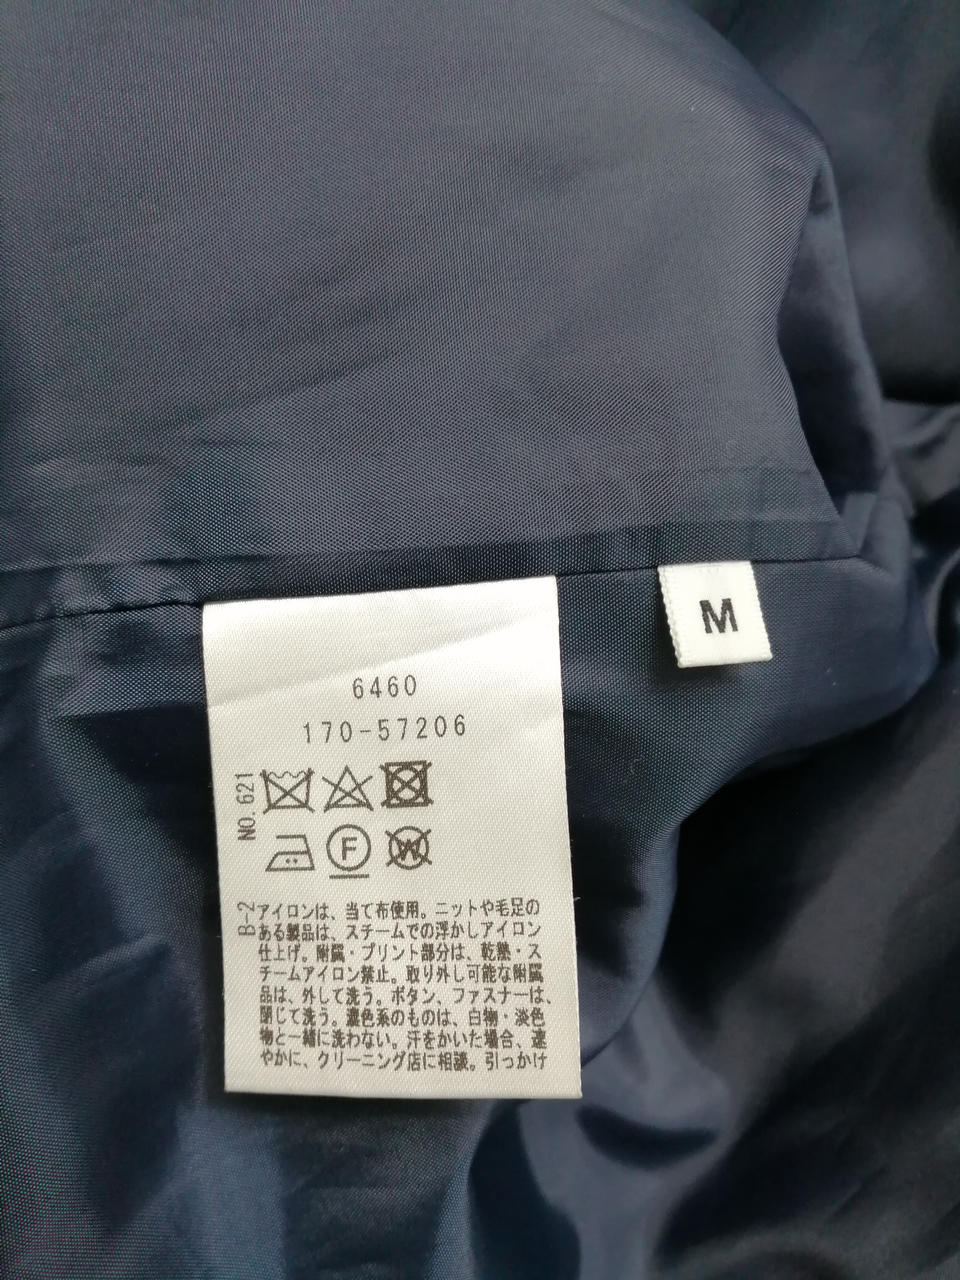 M
6460
170-57206
NO. 621
F
W
B-2
アイロンは、当て布使用。ニットや毛足の
ある製品は、スチームでの浮かしアイロン
仕上げ。附属・プリント部分は、乾熱・ス
チームアイロン禁止。取り外し可能な附属
品は、外して洗う。ボタン、ファスナーは、
閉じて洗う。濃色系のものは、白物・淡色
物と一緒に洗わない。汗をかいた場合、速
やかに、クリーニング店に相談。引っかけ